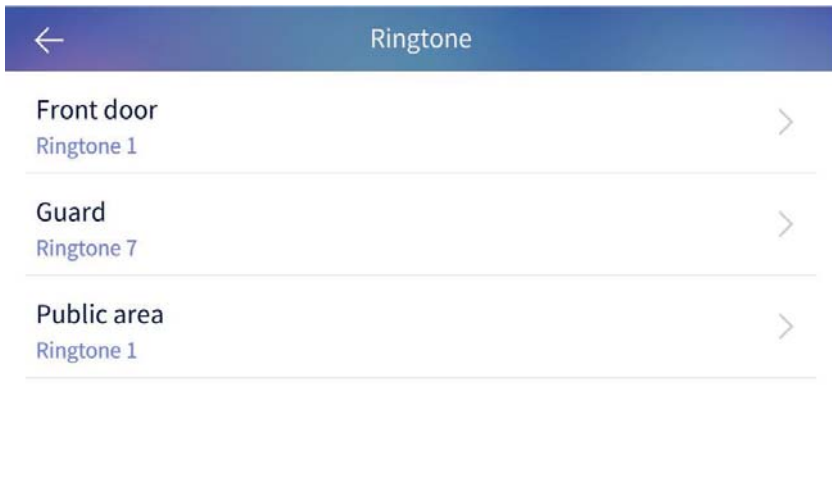 Ringtone
Front door
Ringtone 1
Guard
Ringtone 7
Public area
Ringtone 1